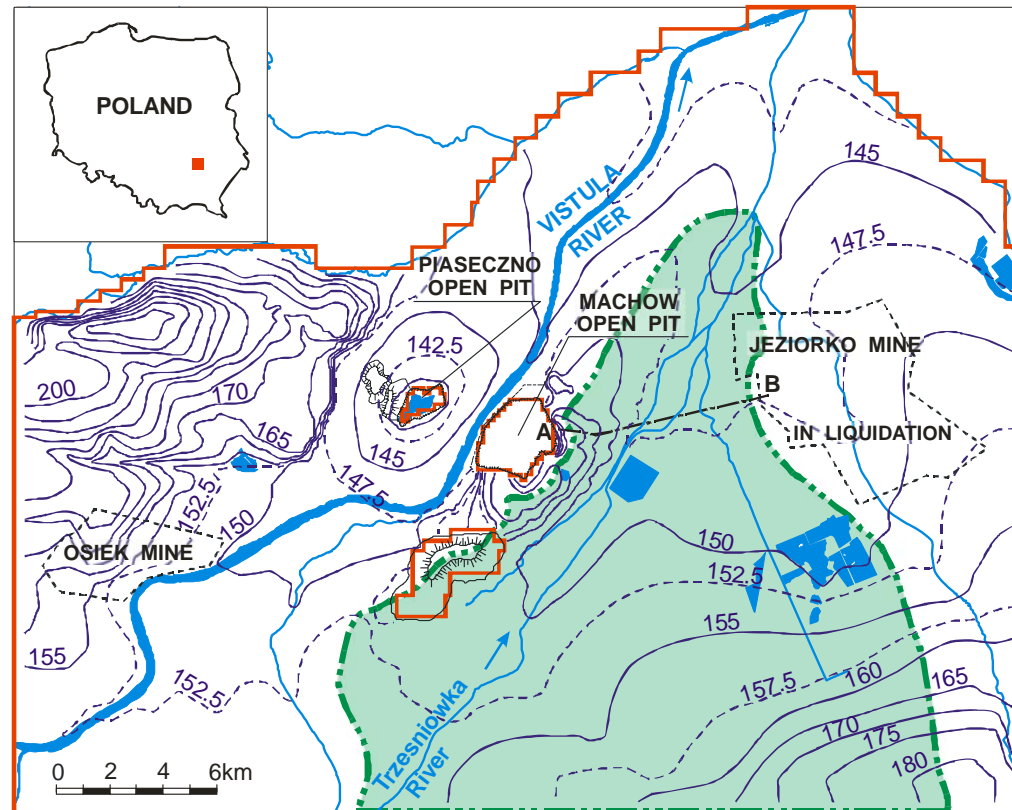 POLAND
VISTULA
RIVER
PIASECZNO
OPEN PIT
MACHOW
OPEN PIT
145
147.5
142.5
JEZIORKO MINE
200
170
B
A
IN LIQUIDATION
165
145
147.5
152.5
150
OSIEK MINE
150
152.5
155
155
157.5
160
152.5
165
170
175
180
Trzesniowka
River
0 2 4 6km